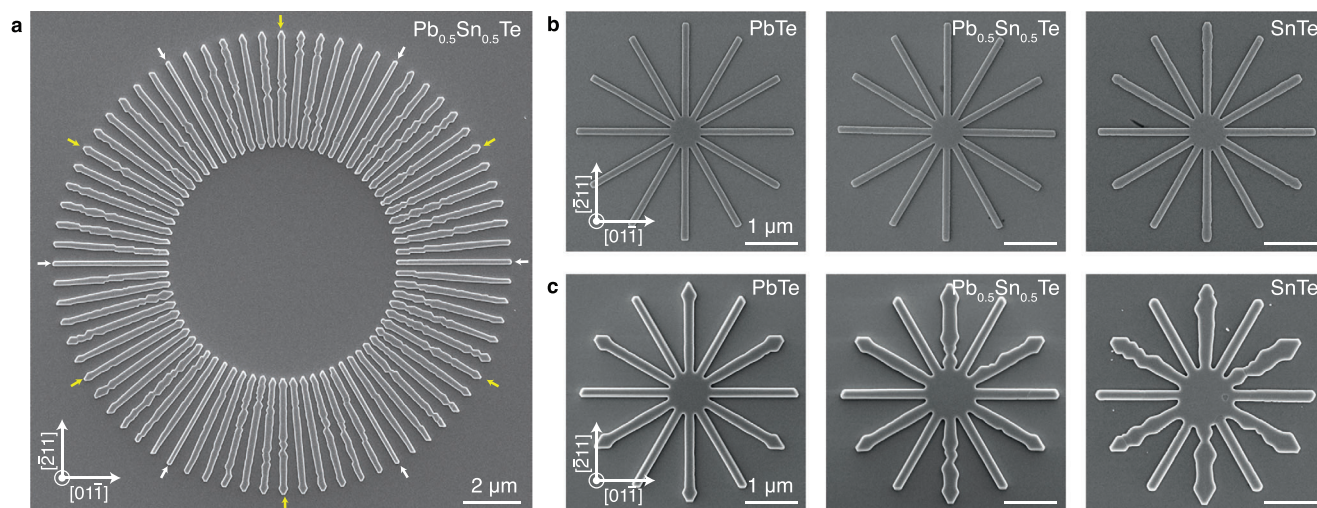 a
Pb₀.₅Sn₀.₅Te
[2̄11]
[011̄]
2 μm
b
PbTe
[2̄11]
[011̄]
1 μm
Pb₀.₅Sn₀.₅Te
SnTe
c
PbTe
[2̄11]
[011̄]
1 μm
Pb₀.₅Sn₀.₅Te
SnTe